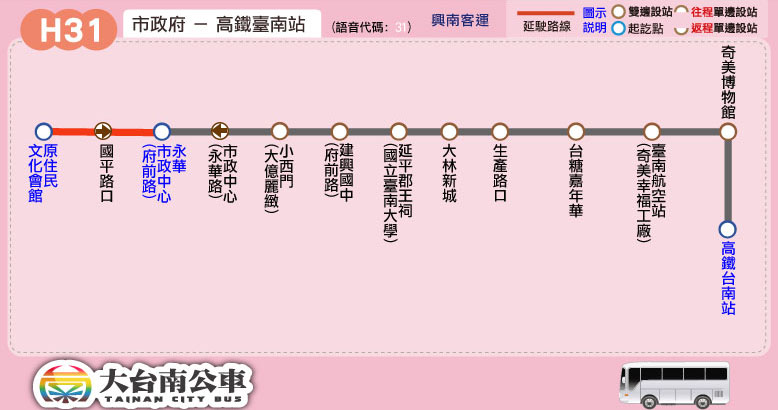 H31
市政府 － 高鐵臺南站
（語音代碼：31）
興南客運
延駛路線
圖示
說明
雙邊設站
起訖點
往程單邊設站
返程單邊設站
原住民
文化會館
國平路口
永華
市政中心
（府前路）
市政中心
（永華路）
小西門
（大億麗緻）
建興國中
（府前路）
延平郡王祠
（國立臺南大學）
大林新城
生產路口
台糖嘉年華
臺南航空站
（奇美幸福工廠）
奇美博物館
高鐵台南站
大台南公車
TAINAN CITY BUS